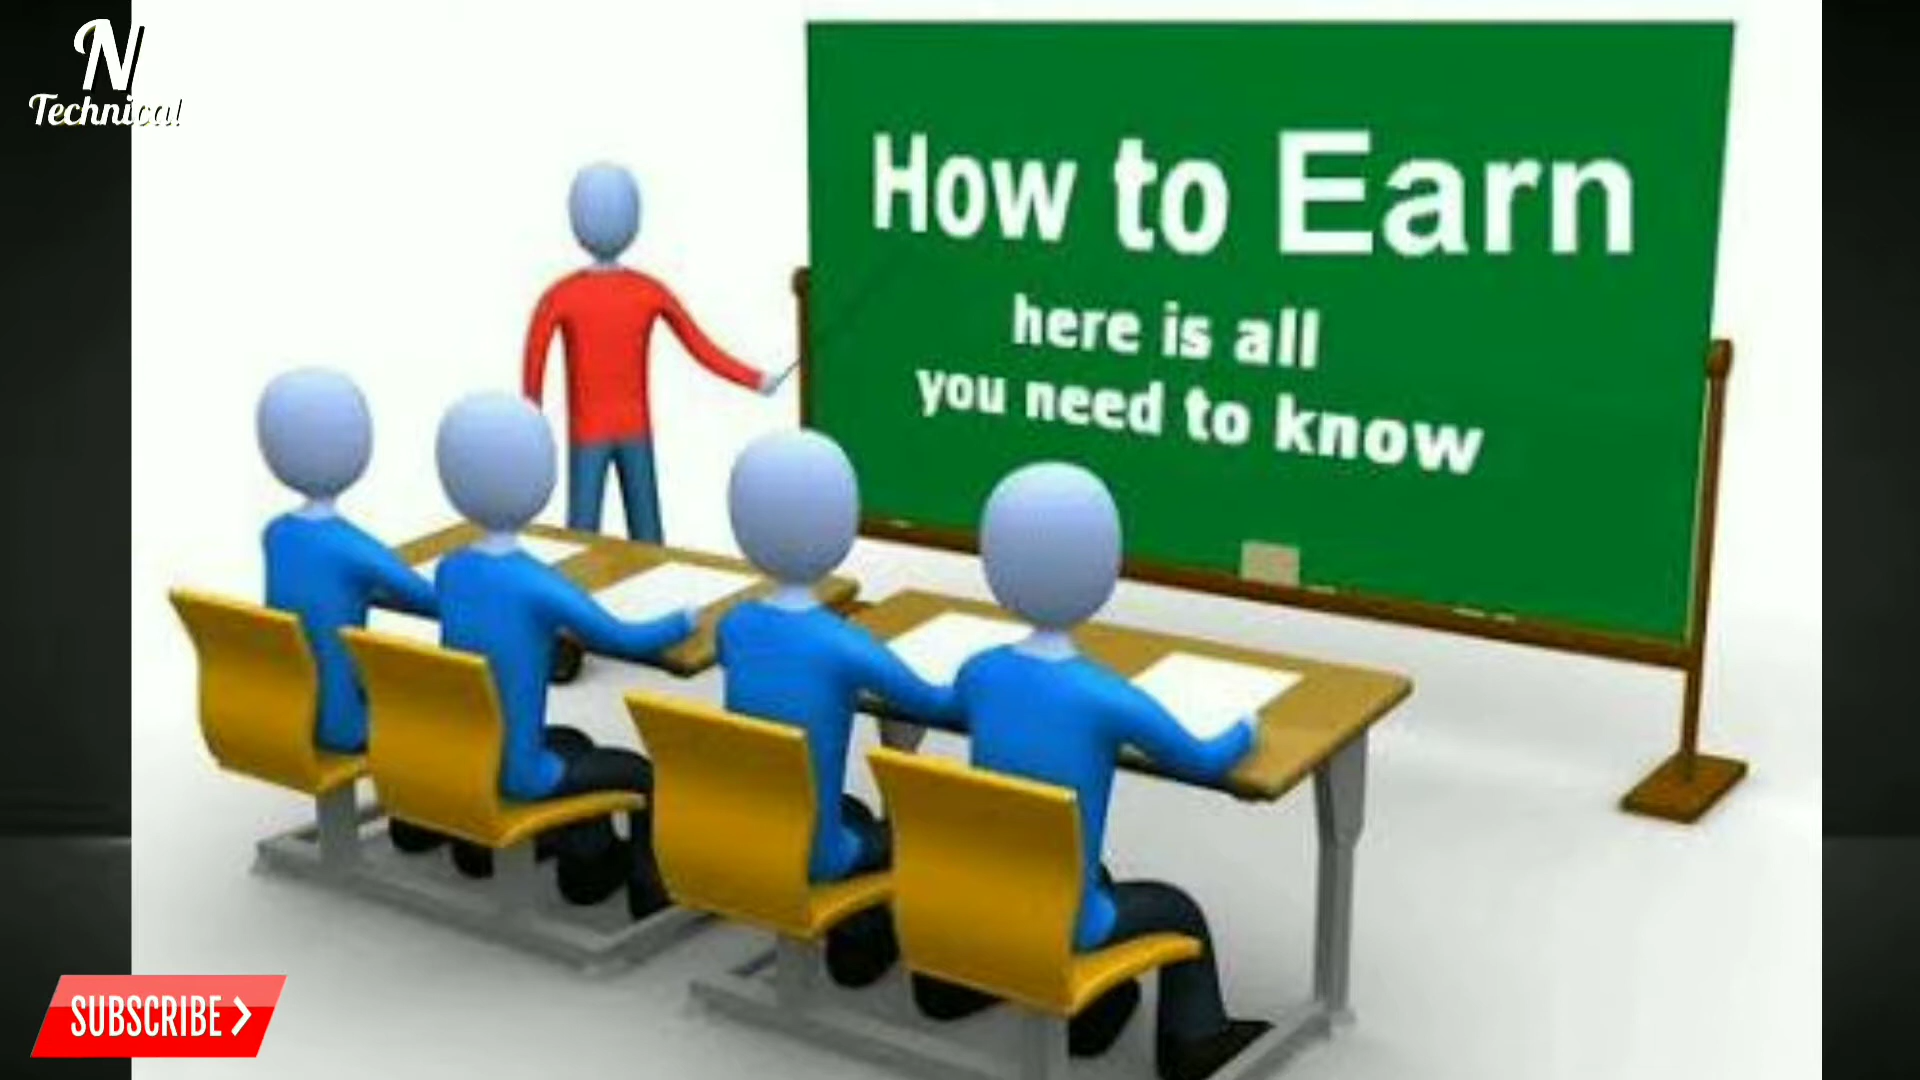 N
Technical
How to Earn
here is all
you need to know
SUBSCRIBE >